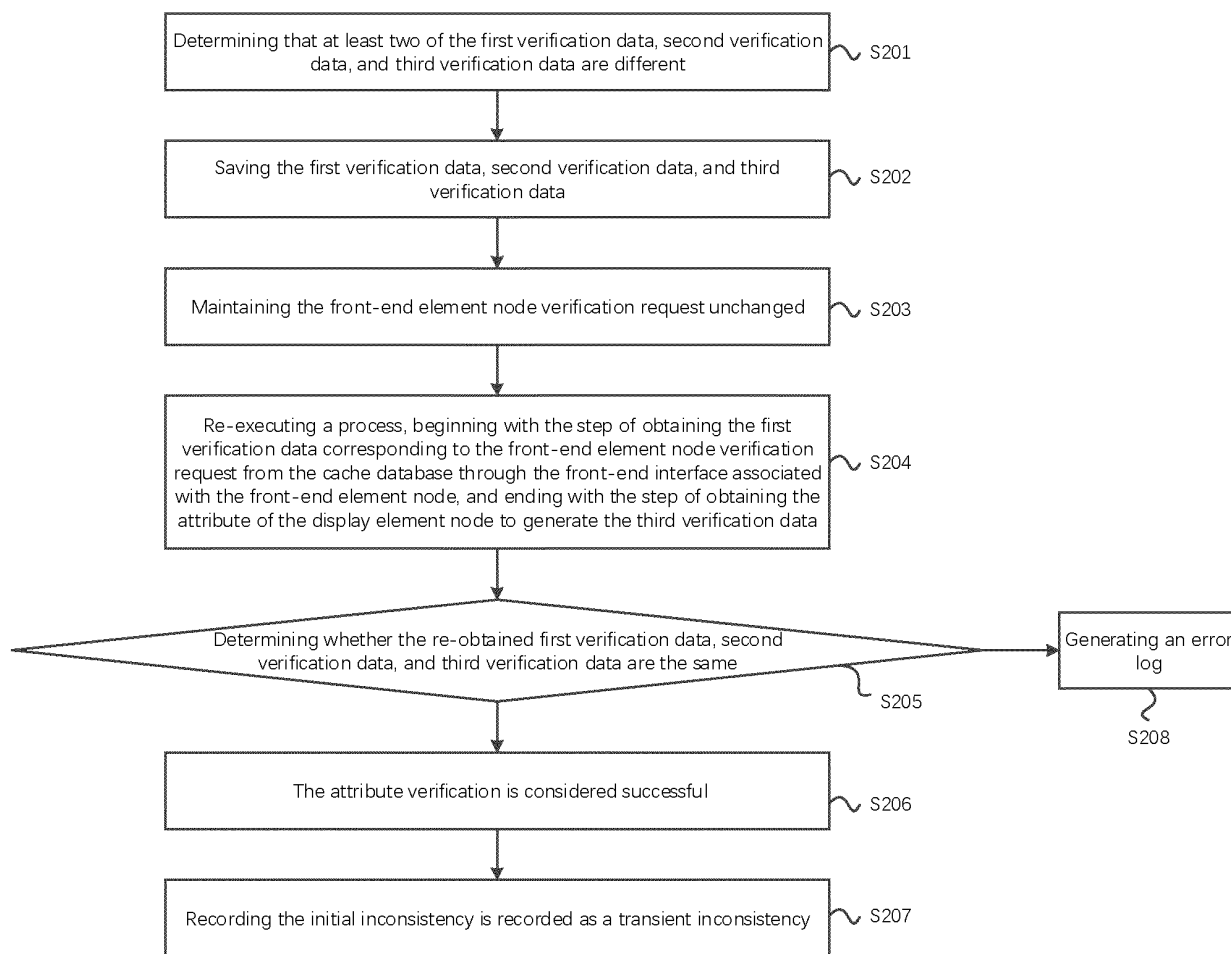 Determining that at least two of the first verification data, second verification
data, and third verification data are different
S201
Saving the first verification data, second verification data, and third
verification data
S202
Maintaining the front-end element node verification request unchanged
S203
Re-executing a process, beginning with the step of obtaining the first
verification data corresponding to the front-end element node verification
request from the cache database through the front-end interface associated
with the front-end element node, and ending with the step of obtaining the
attribute of the display element node to generate the third verification data
S204
Determining whether the re-obtained first verification data, second
verification data, and third verification data are the same
S205
Generating an error
log
S208
The attribute verification is considered successful
S206
Recording the initial inconsistency is recorded as a transient inconsistency
S207